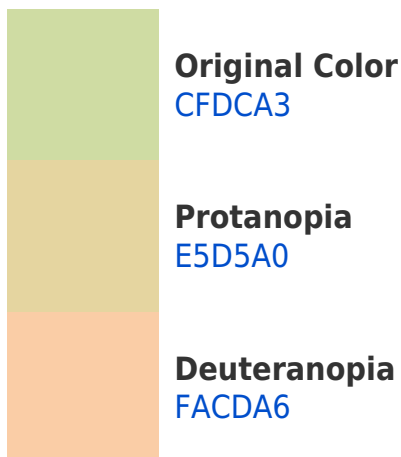 Original Color
CFDCA3
Protanopia
E5D5A0
Deuteranopia
FACDA6